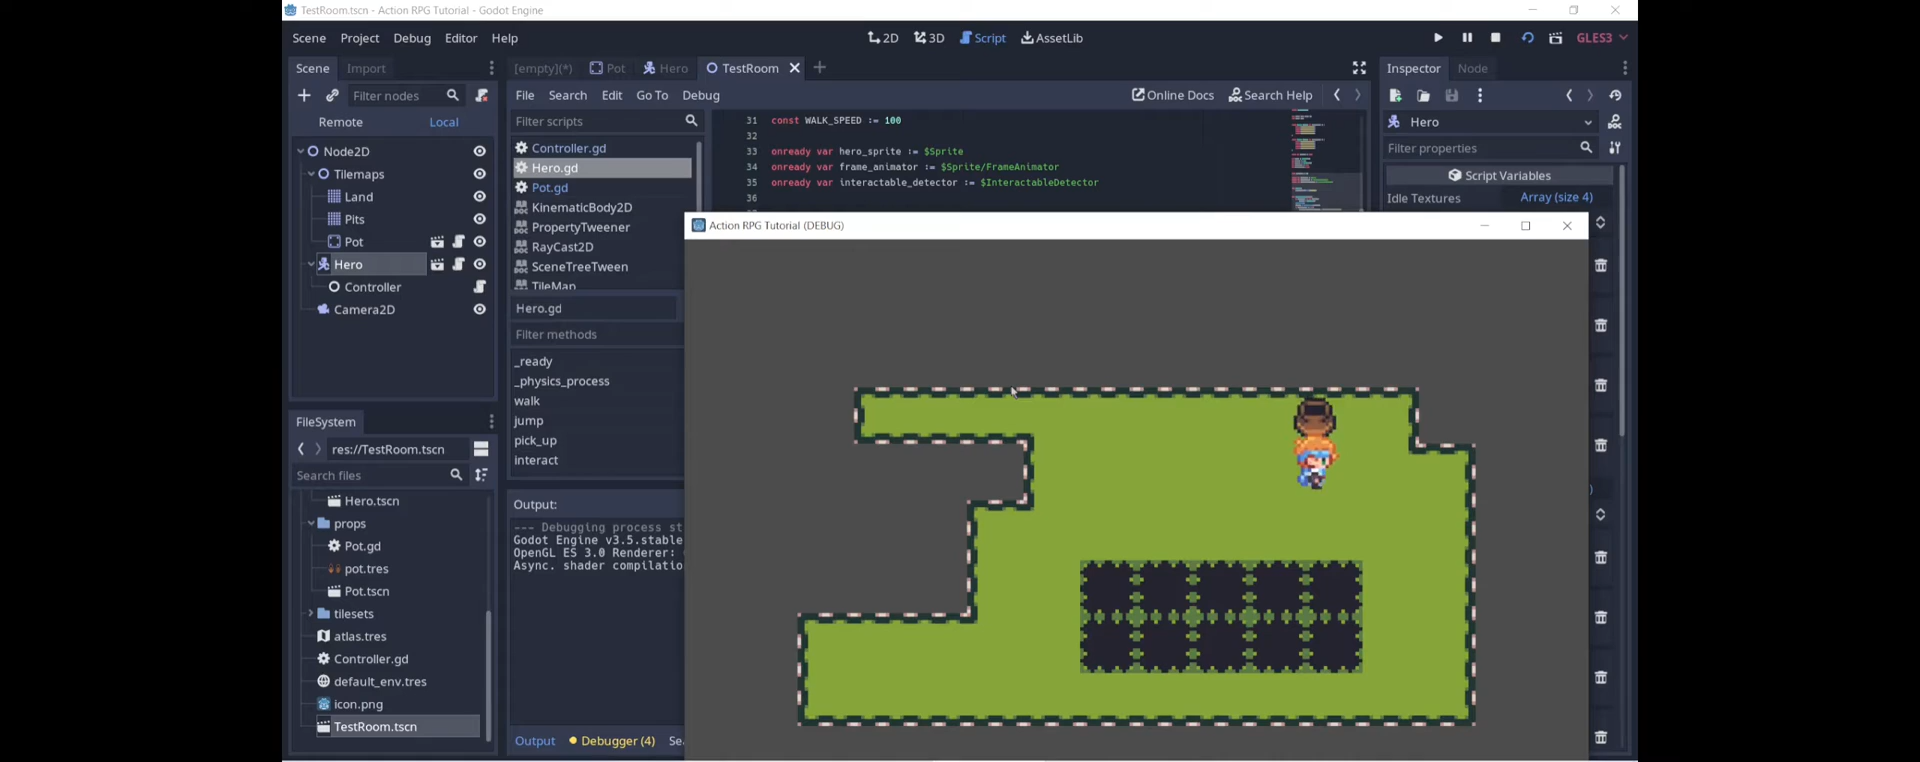 TestRoom.tscn - Action RPG Tutorial - Godot Engine
Scene Project Debug Editor Help
2D 3D Script AssetLib
GLES3
Scene Import
Filter nodes
Remote Local
Node2D
Tilemaps
Land
Pits
Pot
Hero
Controller
Camera2D
FileSystem
res://TestRoom.tscn
Search files
Hero.tscn
props
Pot.gd
pot.tres
Pot.tscn
tilesets
atlas.tres
Controller.gd
default_env.tres
icon.png
TestRoom.tscn
[empty](*) Pot Hero TestRoom
File Search Edit Go To Debug
Online Docs Search Help
Filter scripts
Controller.gd
Hero.gd
Pot.gd
KinematicBody2D
PropertyTweener
RayCast2D
SceneTreeTween
TileMap
Hero.gd
Filter methods
_ready
_physics_process
walk
jump
pick_up
interact
31 const WALK_SPEED := 100
32
33 onready var hero_sprite := $Sprite
34 onready var frame_animator := $Sprite/FrameAnimator
35 onready var interactable_detector := $InteractableDetector
36
Output:
--- Debugging process st
Godot Engine v3.5.stable
OpenGL ES 3.0 Renderer:
Async. shader compilatio
Output Debugger (4) Se
Action RPG Tutorial (DEBUG)
Inspector Node
Hero
Filter properties
Script Variables
Idle Textures Array (size 4)